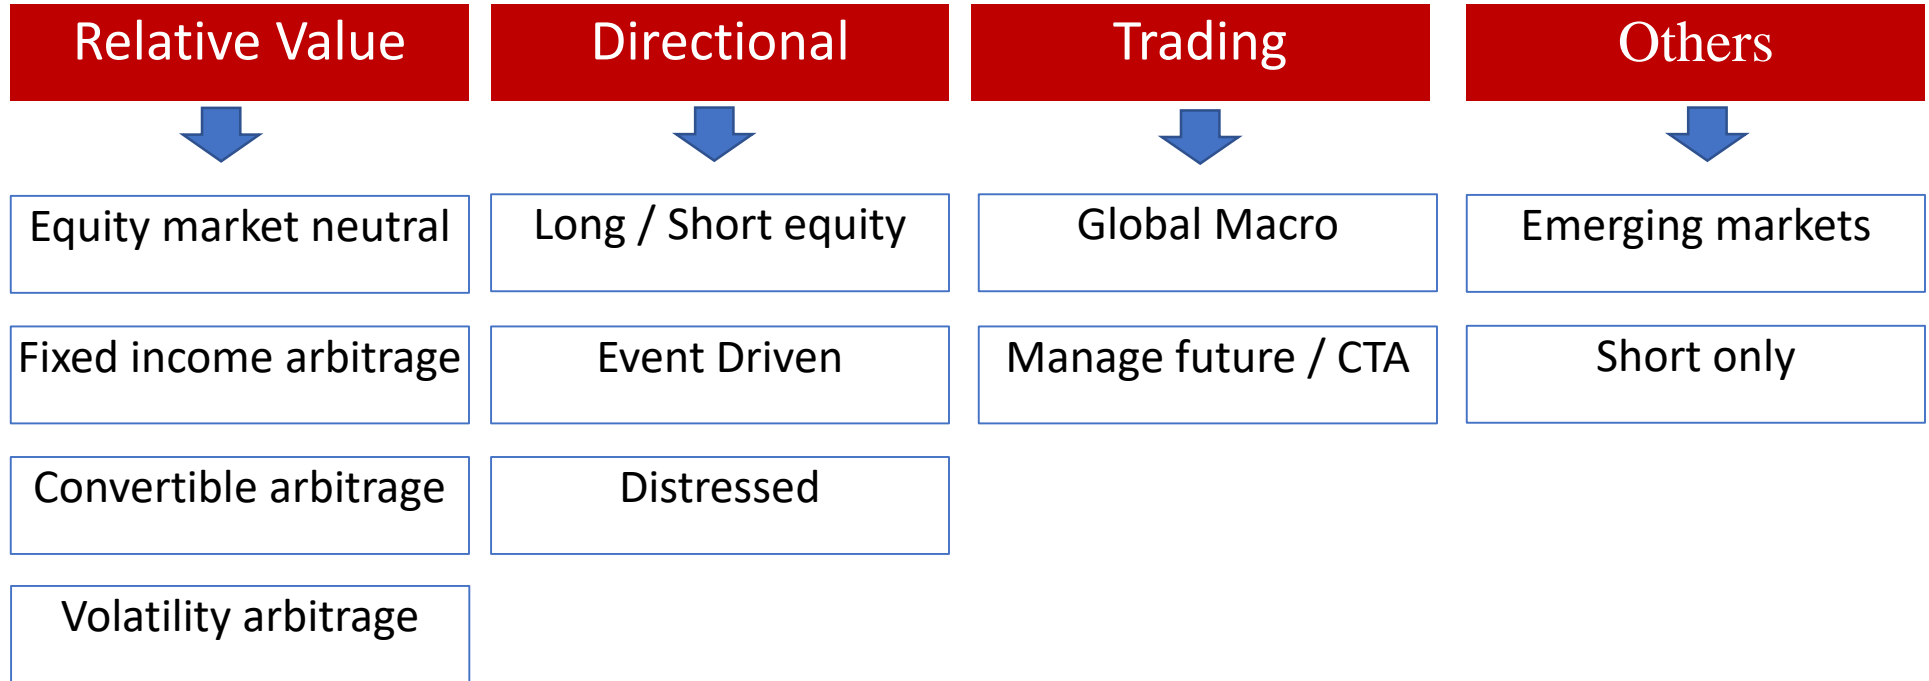 Relative Value
Directional
Trading
Others
Equity market neutral
Long / Short equity
Global Macro
Emerging markets
Fixed income arbitrage
Event Driven
Manage future / CTA
Short only
Convertible arbitrage
Distressed
Volatility arbitrage